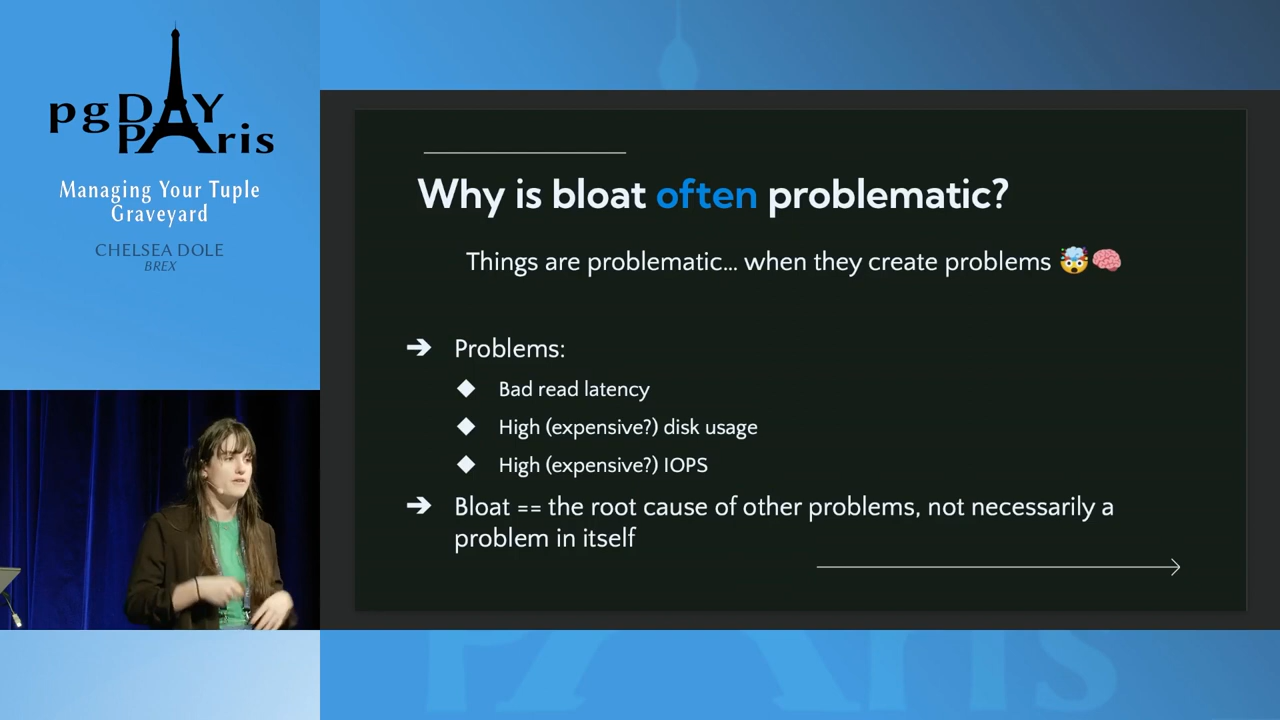 pgDAY
PAris
Managing Your Tuple
Graveyard
CHELSEA DOLE
BREX
Why is bloat often problematic?
Things are problematic... when they create problems 🤯🧠
➔ Problems:
◆ Bad read latency
◆ High (expensive?) disk usage
◆ High (expensive?) IOPS
➔ Bloat == the root cause of other problems, not necessarily a
problem in itself
PAris